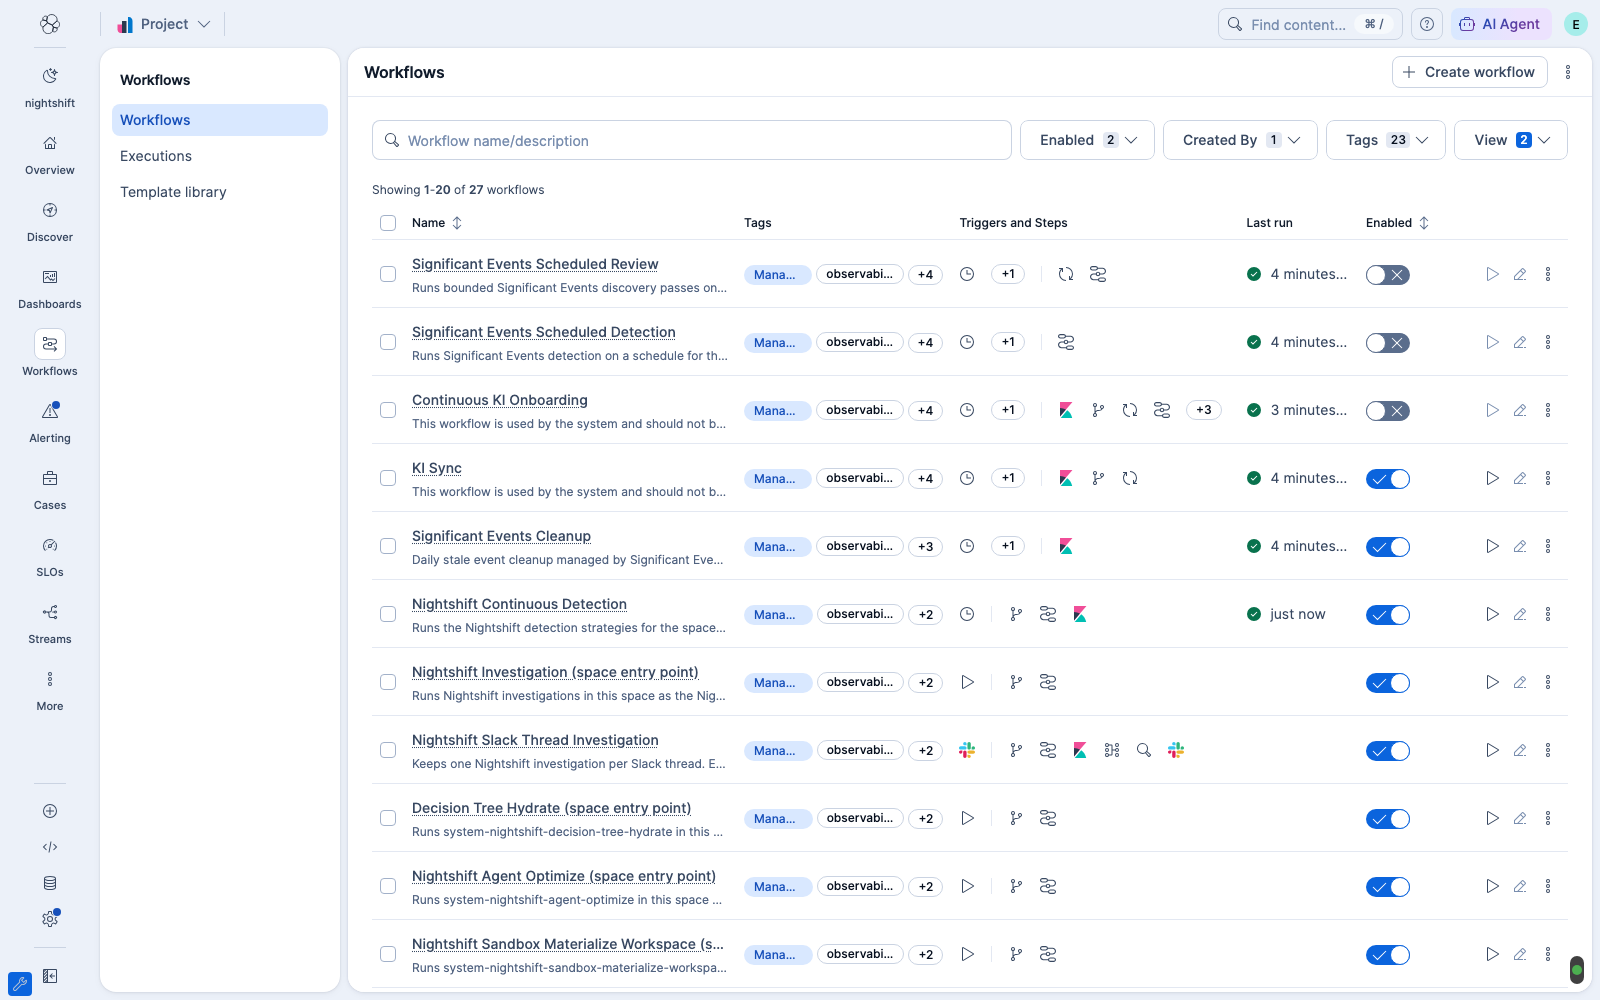 Project
Find content...
⌘ /
AI Agent
E
nightshift
Overview
Discover
Dashboards
Workflows
Alerting
Cases
SLOs
Streams
More
Workflows
Workflows
Executions
Template library
Workflows
Create workflow
Workflow name/description
Enabled 2
Created By 1
Tags 23
View 2
Showing 1-20 of 27 workflows
Name Tags Triggers and Steps Last run Enabled
Significant Events Scheduled Review
Runs bounded Significant Events discovery passes on...
Mana... observabi... +4 +1 4 minutes...
Significant Events Scheduled Detection
Runs Significant Events detection on a schedule for th...
Mana... observabi... +4 +1 4 minutes...
Continuous KI Onboarding
This workflow is used by the system and should not b...
Mana... observabi... +4 +1 +3 3 minutes...
KI Sync
This workflow is used by the system and should not b...
Mana... observabi... +4 +1 4 minutes...
Significant Events Cleanup
Daily stale event cleanup managed by Significant Eve...
Mana... observabi... +3 +1 4 minutes...
Nightshift Continuous Detection
Runs the Nightshift detection strategies for the space...
Mana... observabi... +2 just now
Nightshift Investigation (space entry point)
Runs Nightshift investigations in this space as the Nig...
Mana... observabi... +2
Nightshift Slack Thread Investigation
Keeps one Nightshift investigation per Slack thread. E...
Mana... observabi... +2
Decision Tree Hydrate (space entry point)
Runs system-nightshift-decision-tree-hydrate in this ...
Mana... observabi... +2
Nightshift Agent Optimize (space entry point)
Runs system-nightshift-agent-optimize in this space ...
Mana... observabi... +2
Nightshift Sandbox Materialize Workspace (s...
Runs system-nightshift-sandbox-materialize-workspa...
Mana... observabi... +2